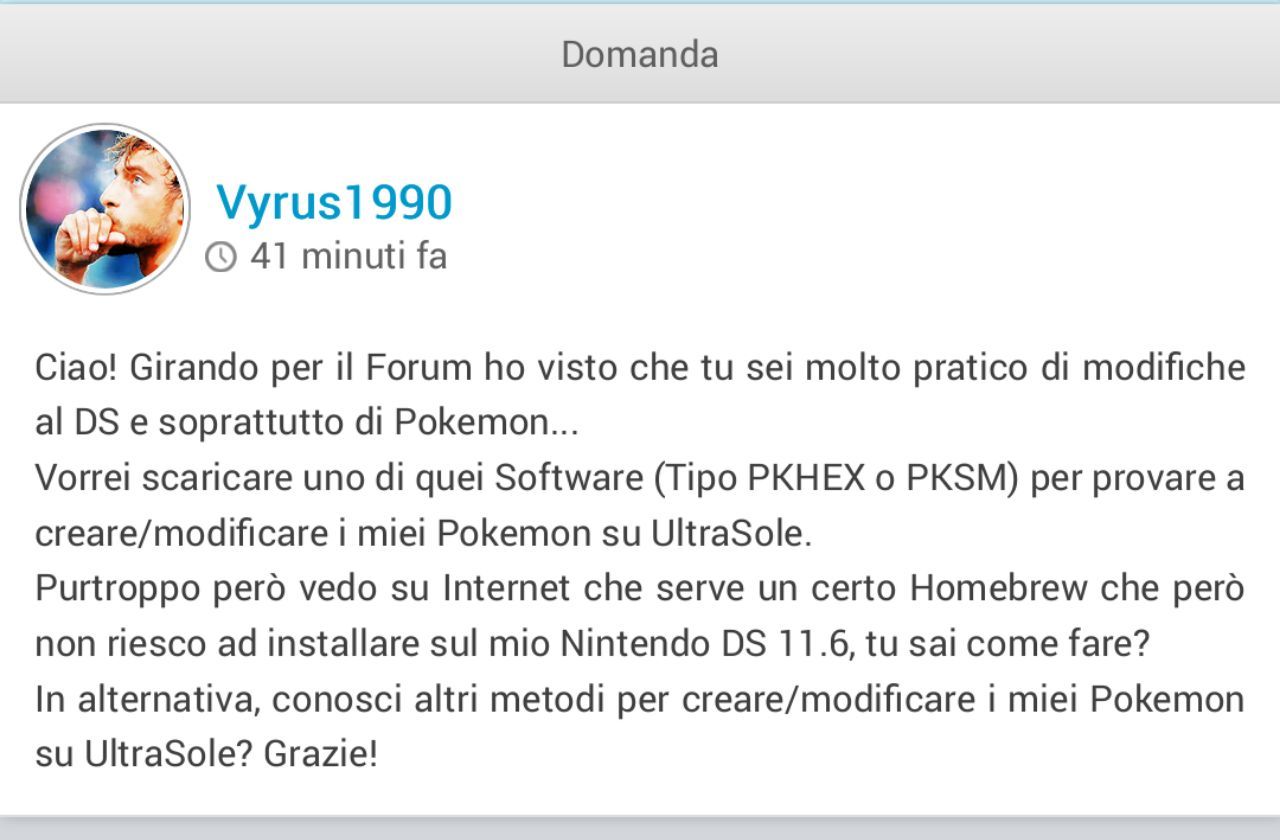 Domanda
Vyrus1990
41 minuti fa
Ciao! Girando per il Forum ho visto che tu sei molto pratico di modifiche
al DS e soprattutto di Pokemon...
Vorrei scaricare uno di quei Software (Tipo PKHEX o PKSM) per provare a
creare/modificare i miei Pokemon su UltraSole.
Purtroppo però vedo su Internet che serve un certo Homebrew che però
non riesco ad installare sul mio Nintendo DS 11.6, tu sai come fare?
In alternativa, conosci altri metodi per creare/modificare i miei Pokemon
su UltraSole? Grazie!